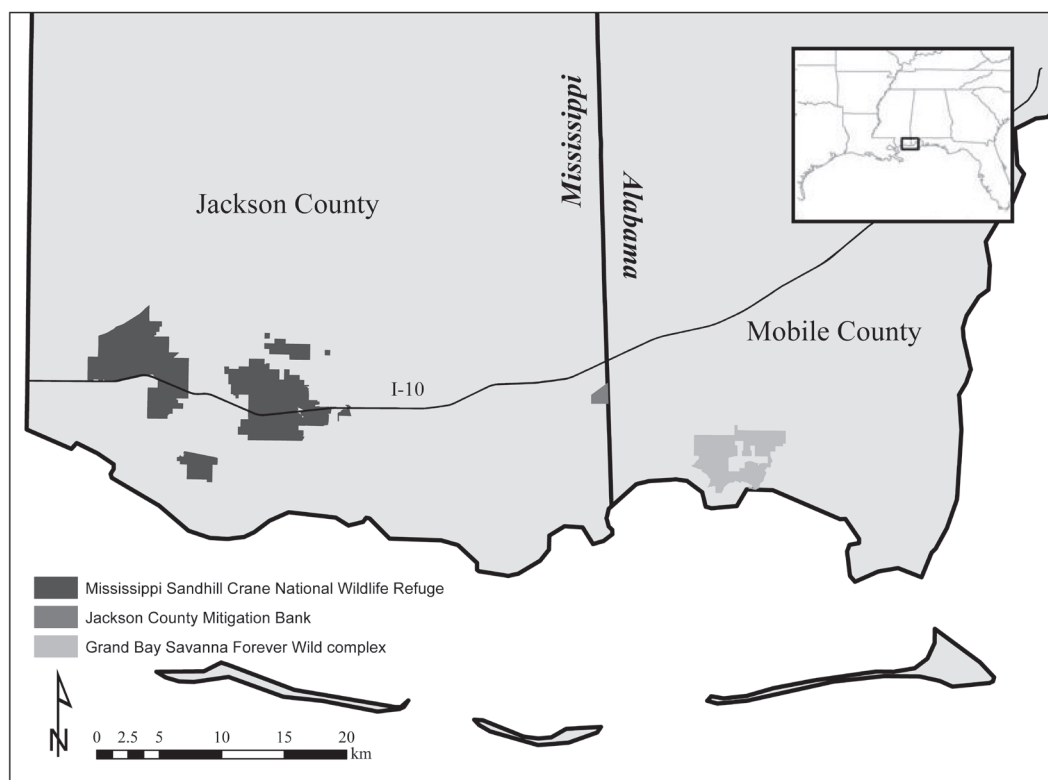 Mississippi
Alabama
Jackson County
Mobile County
I-10
Mississippi Sandhill Crane National Wildlife Refuge
Jackson County Mitigation Bank
Grand Bay Savanna Forever Wild complex
N
0 2.5 5 10 15 20
km